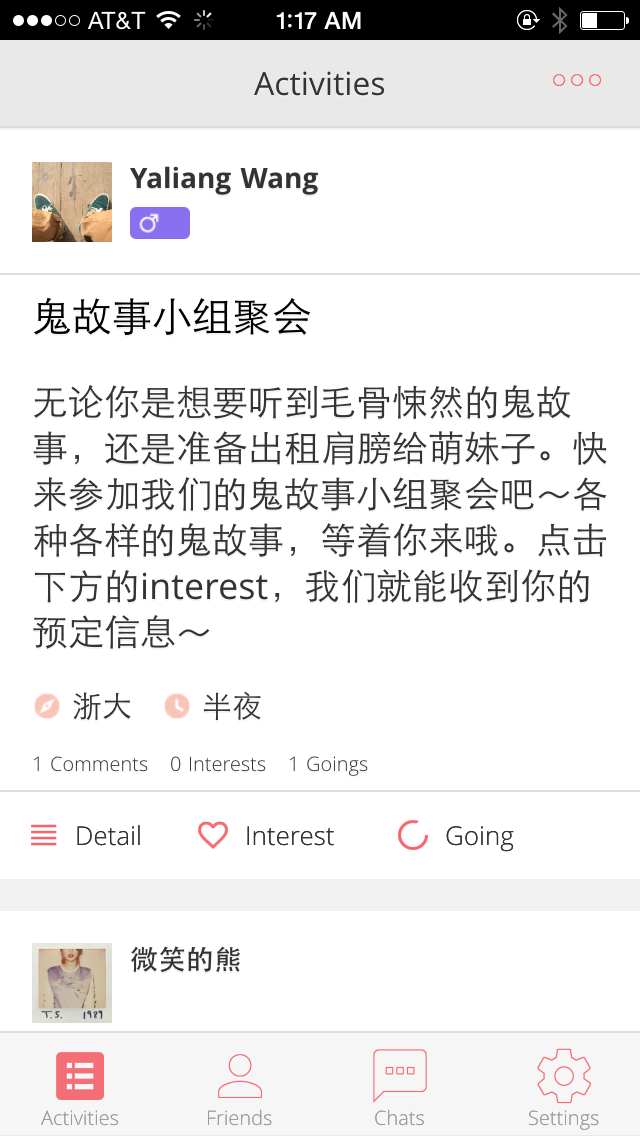 AT&T 1:17 AM
Activities
Yaliang Wang
鬼故事小组聚会
无论你是想要听到毛骨悚然的鬼故
事，还是准备出租肩膀给萌妹子。快
来参加我们的鬼故事小组聚会吧～各
种各样的鬼故事，等着你来哦。点击
下方的interest，我们就能收到你的
预定信息～
浙大 半夜
1 Comments 0 Interests 1 Goings
Detail Interest Going
微笑的熊
T.S. 1989
Activities Friends Chats Settings